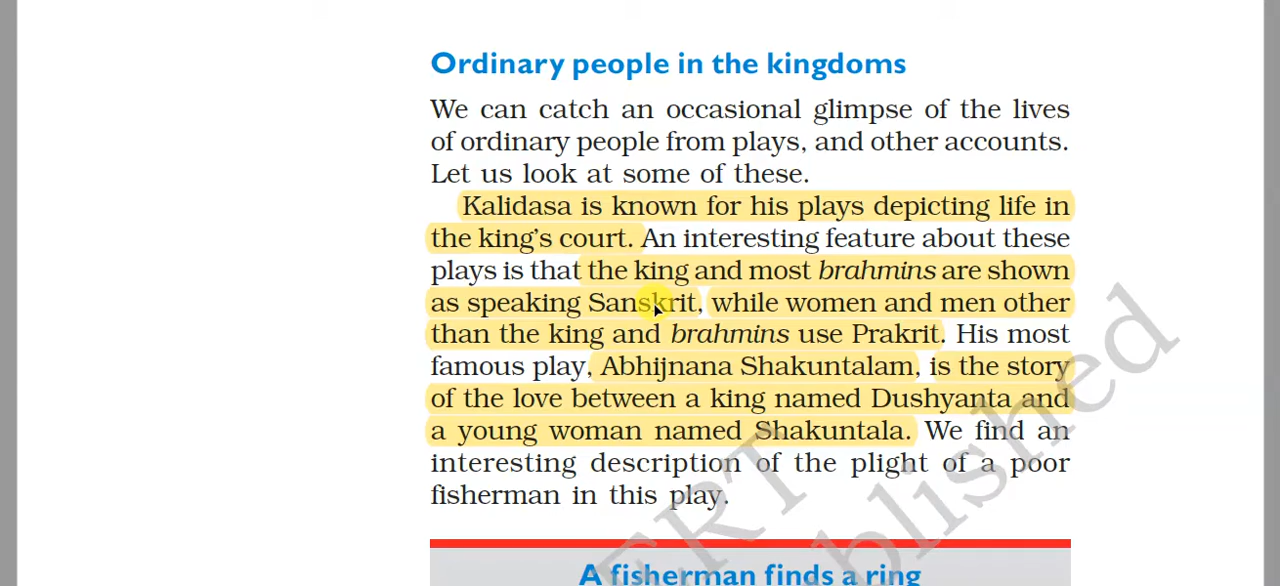 Ordinary people in the kingdoms
We can catch an occasional glimpse of the lives
of ordinary people from plays, and other accounts.
Let us look at some of these.
Kalidasa is known for his plays depicting life in
the king's court. An interesting feature about these
plays is that the king and most brahmins are shown
as speaking Sanskrit, while women and men other
than the king and brahmins use Prakrit. His most
famous play, Abhijnana Shakuntalam, is the story
of the love between a king named Dushyanta and
a young woman named Shakuntala. We find an
interesting description of the plight of a poor
fisherman in this play.
A fisherman finds a ring
ERT
blished